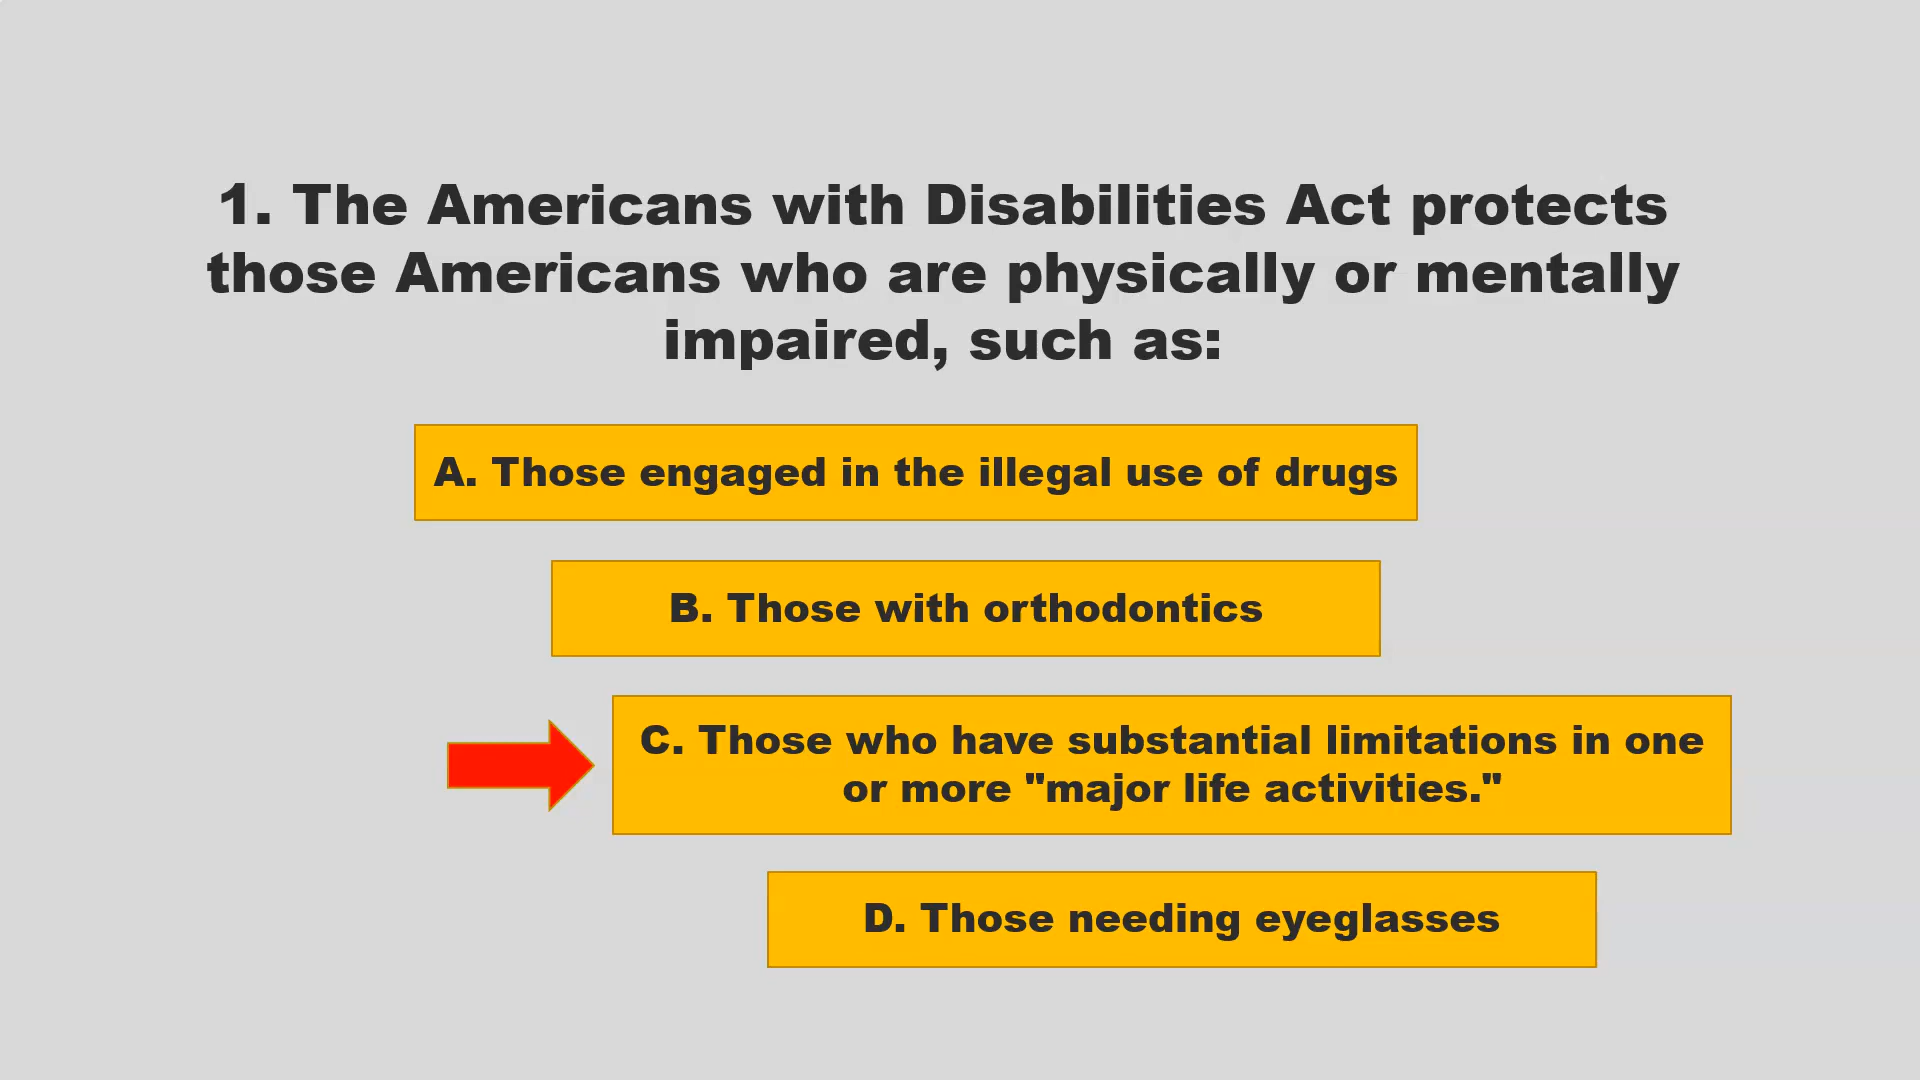 1. The Americans with Disabilities Act protects
those Americans who are physically or mentally
impaired, such as:
A. Those engaged in the illegal use of drugs
B. Those with orthodontics
C. Those who have substantial limitations in one
or more "major life activities."
D. Those needing eyeglasses